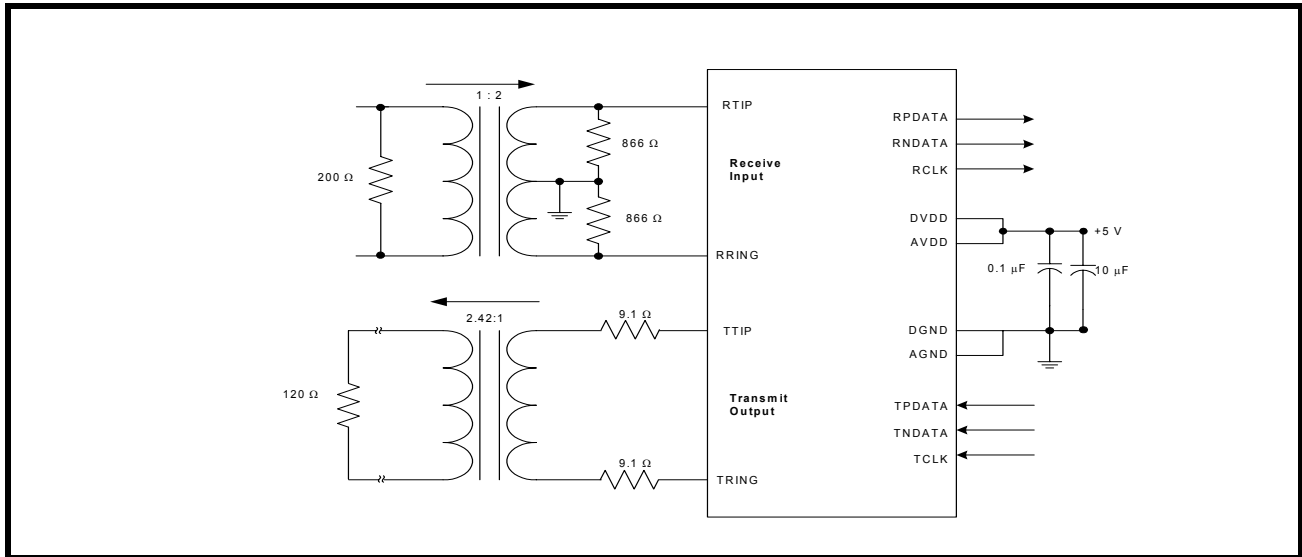 1 : 2
200 Ω
866 Ω
866 Ω
RTIP
Receive
Input
RRING
2.42:1
120 Ω
9.1 Ω
9.1 Ω
TTIP
Transmit
Output
TRING
RPDATA
RNDATA
RCLK
DVDD
AVDD
+5 V
0.1 µF
10 µF
DGND
AGND
TPDATA
TNDATA
TCLK